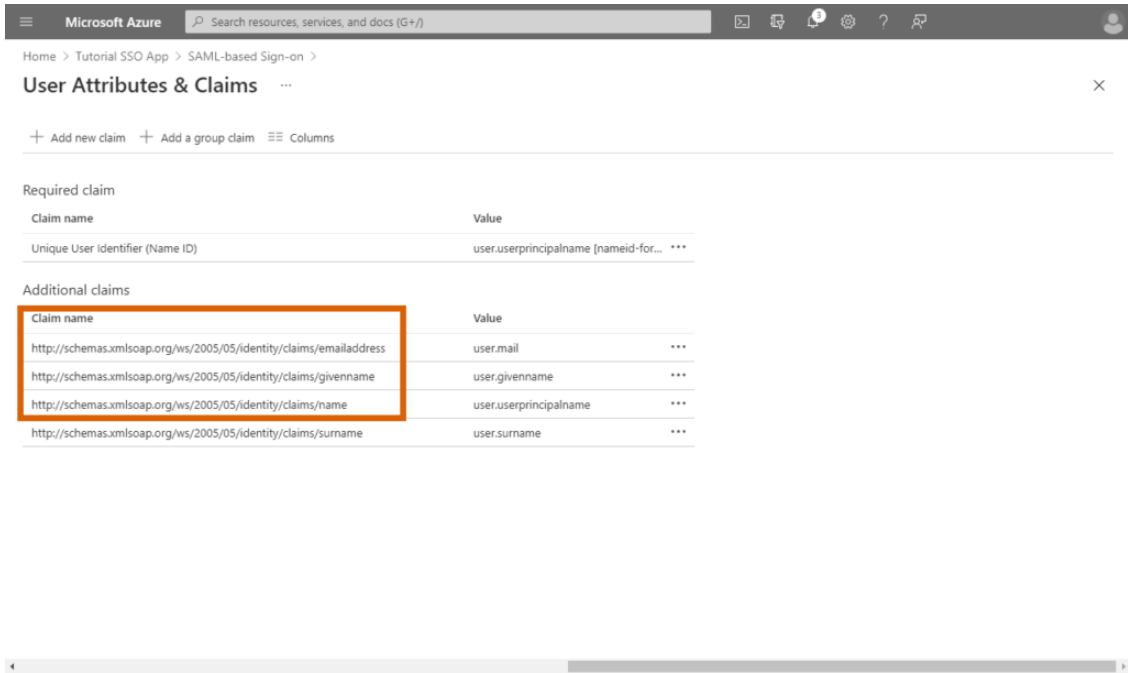 Microsoft Azure Search resources, services, and docs (G+/) 3 ?
Home > Tutorial SSO App > SAML-based Sign-on >
User Attributes & Claims ...
+ Add new claim + Add a group claim Columns
Required claim
Claim name Value
Unique User Identifier (Name ID) user.userprincipalname [nameid-for... ...
Additional claims
Claim name Value
http://schemas.xmlsoap.org/ws/2005/05/identity/claims/emailaddress user.mail ...
http://schemas.xmlsoap.org/ws/2005/05/identity/claims/givenname user.givenname ...
http://schemas.xmlsoap.org/ws/2005/05/identity/claims/name user.userprincipalname ...
http://schemas.xmlsoap.org/ws/2005/05/identity/claims/surname user.surname ...